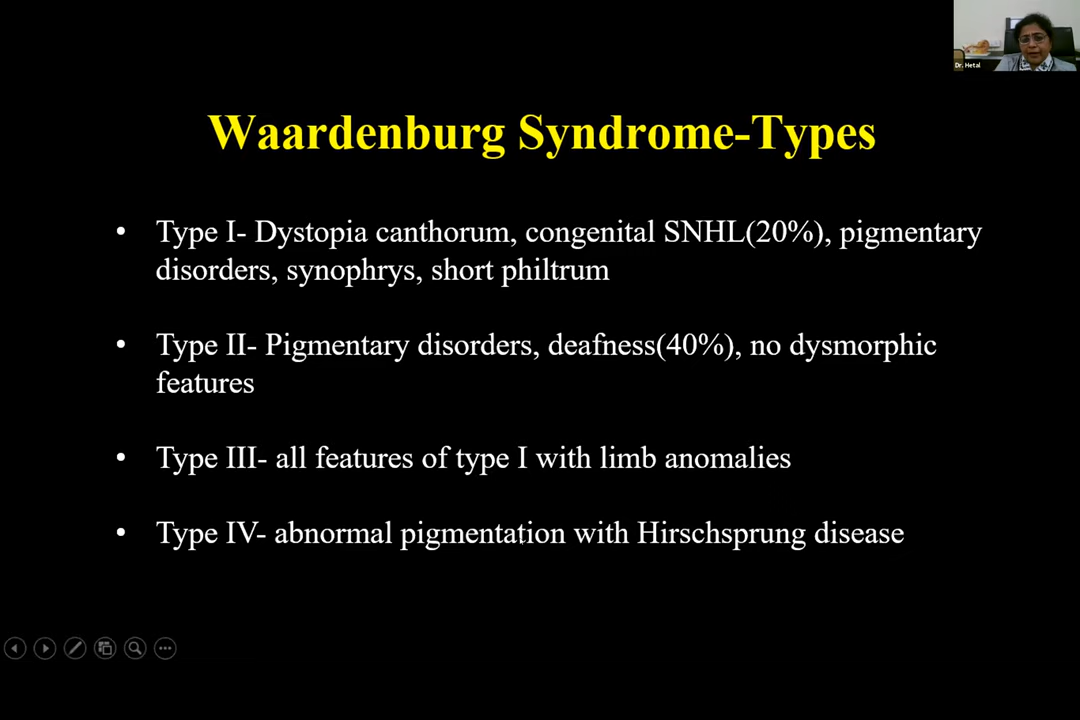 Dr. Hetal
Waardenburg Syndrome-Types
• Type I- Dystopia canthorum, congenital SNHL(20%), pigmentary
disorders, synophrys, short philtrum
• Type II- Pigmentary disorders, deafness(40%), no dysmorphic
features
• Type III- all features of type I with limb anomalies
• Type IV- abnormal pigmentation with Hirschsprung disease